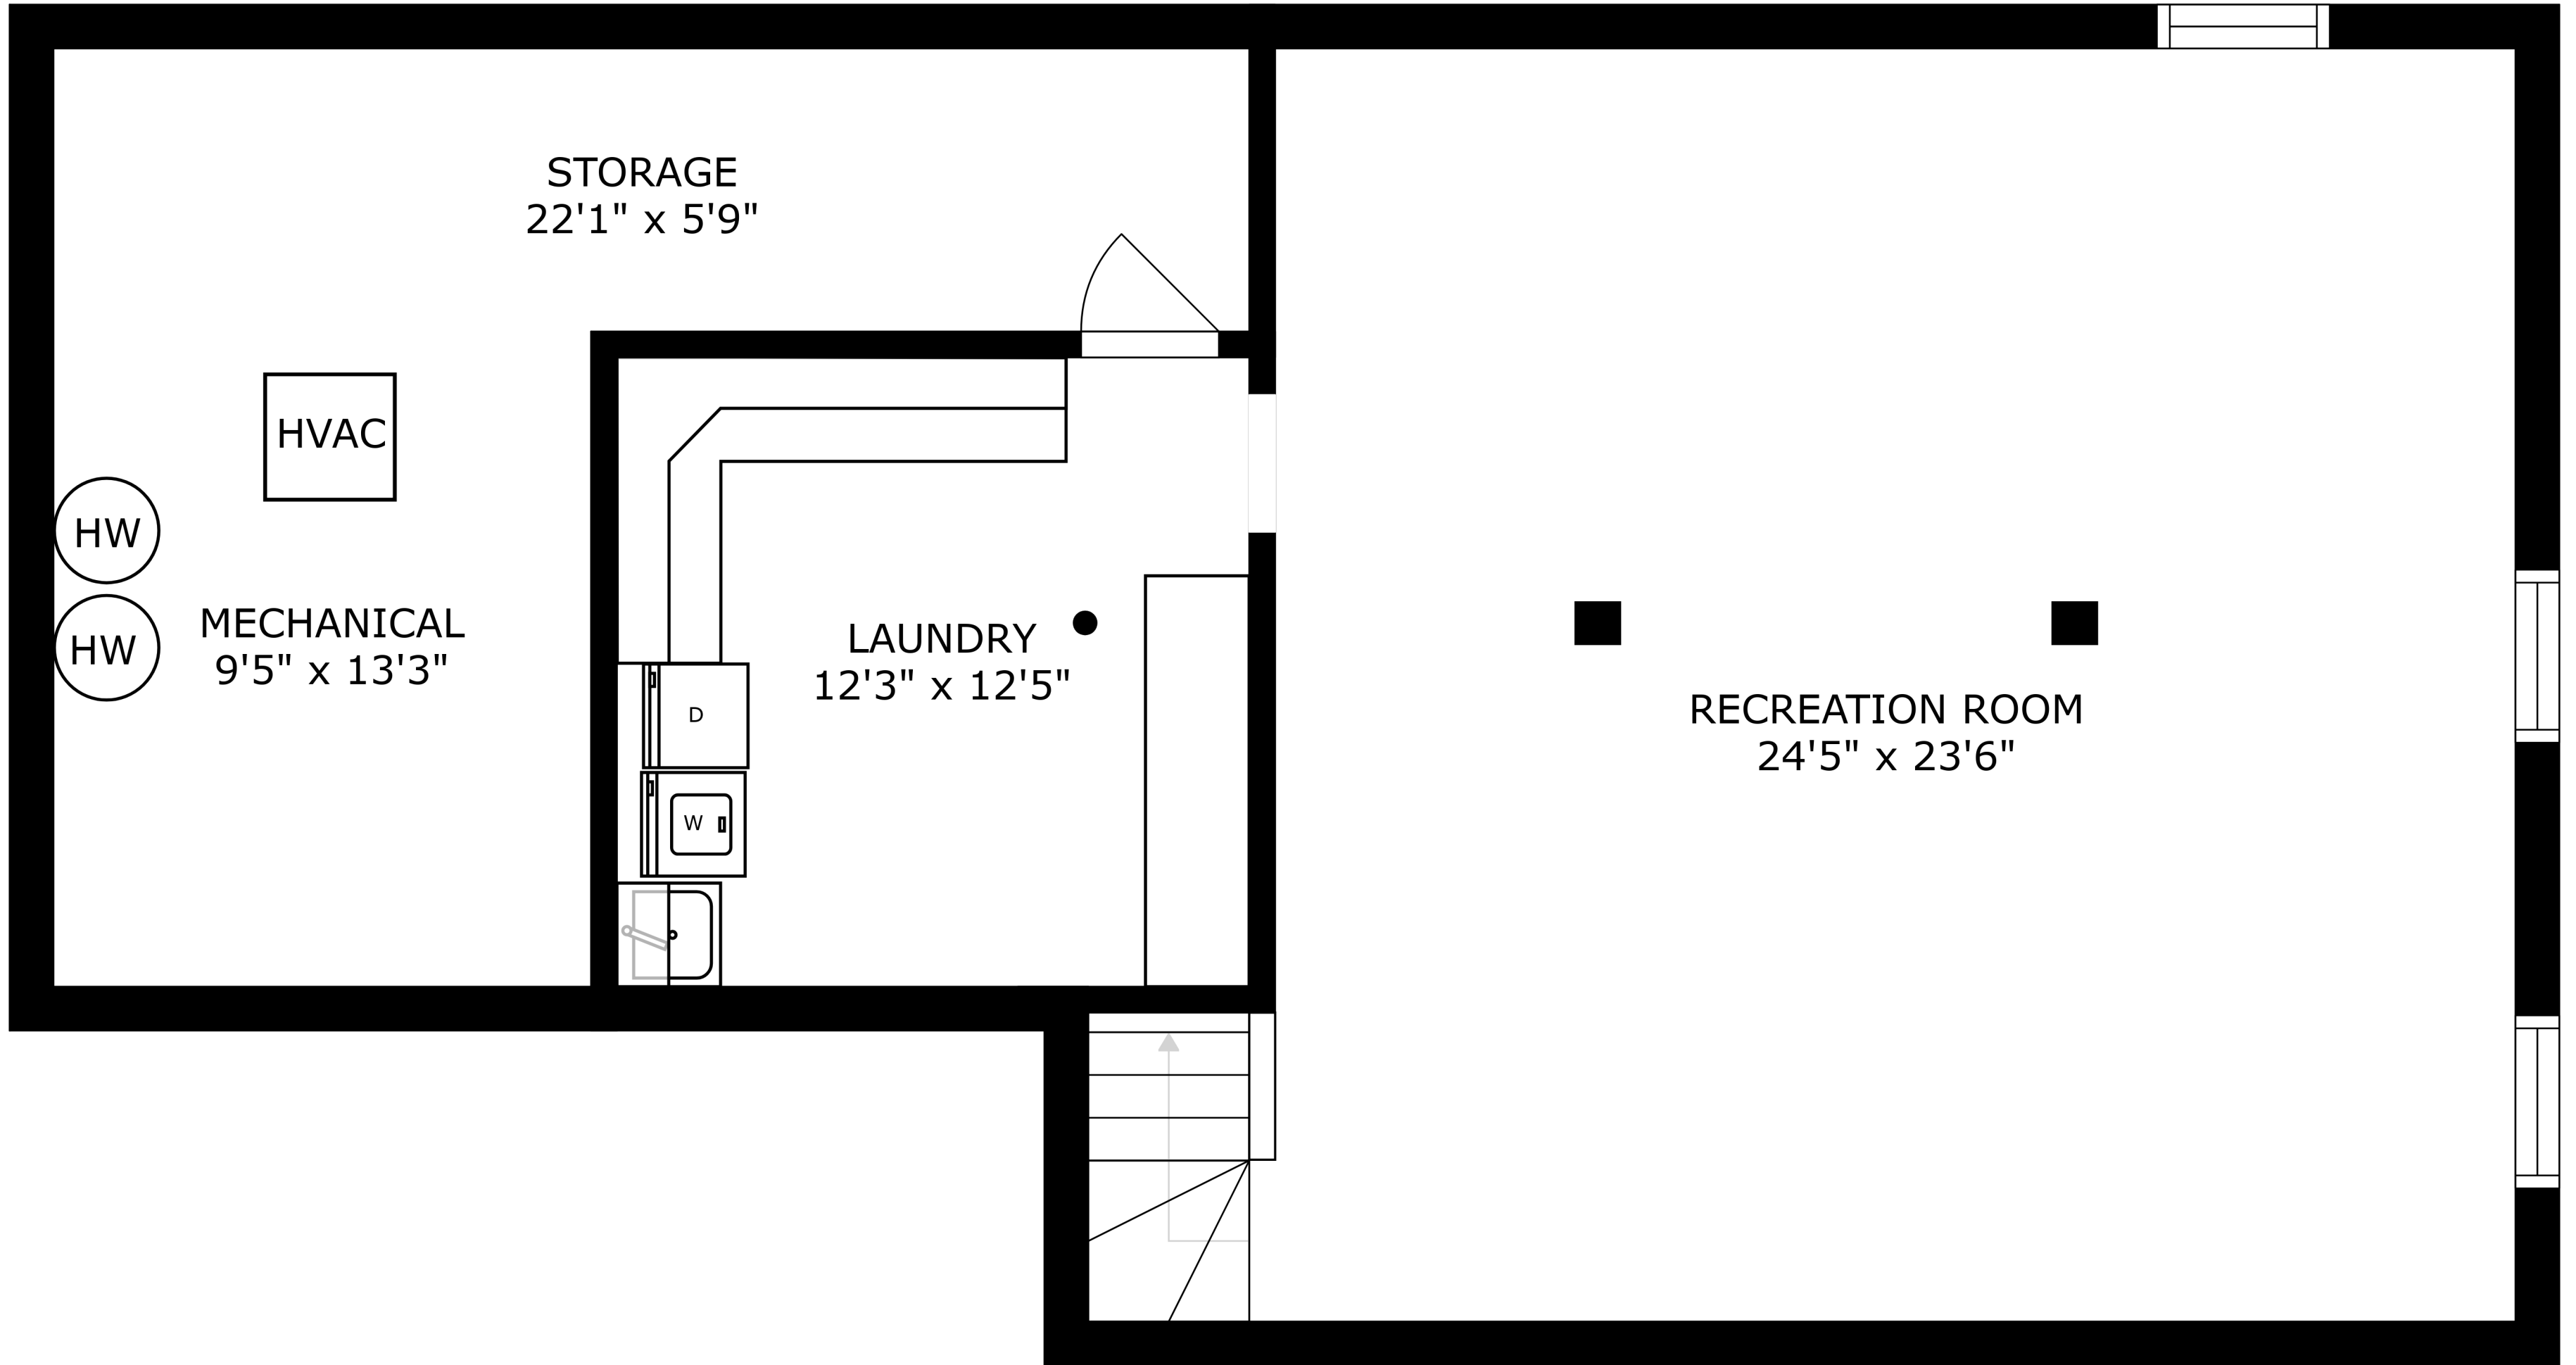 STORAGE
22'1" x 5'9"
HVAC
HW
HW
MECHANICAL
9'5" x 13'3"
LAUNDRY
12'3" x 12'5"
D
W
RECREATION ROOM
24'5" x 23'6"